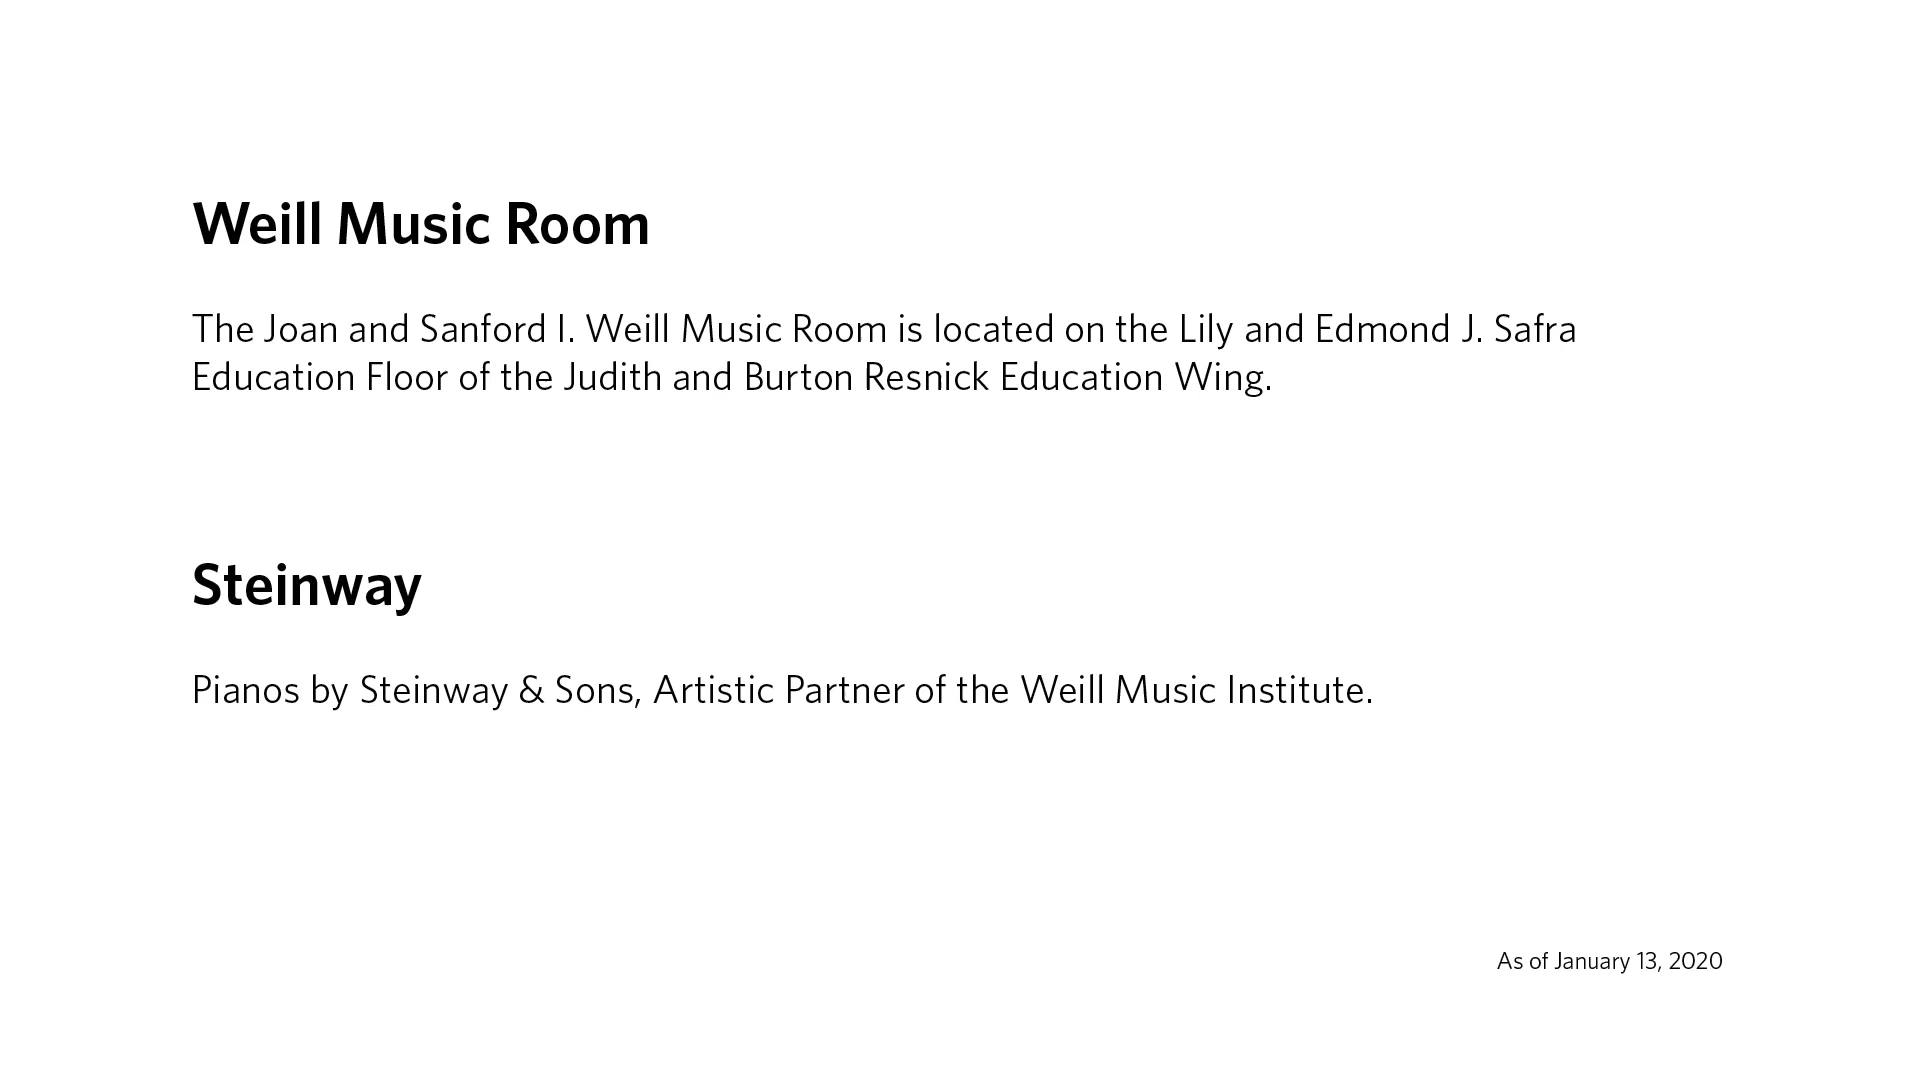 Weill Music Room
The Joan and Sanford I. Weill Music Room is located on the Lily and Edmond J. Safra
Education Floor of the Judith and Burton Resnick Education Wing.
Steinway
Pianos by Steinway & Sons, Artistic Partner of the Weill Music Institute.
As of January 13, 2020